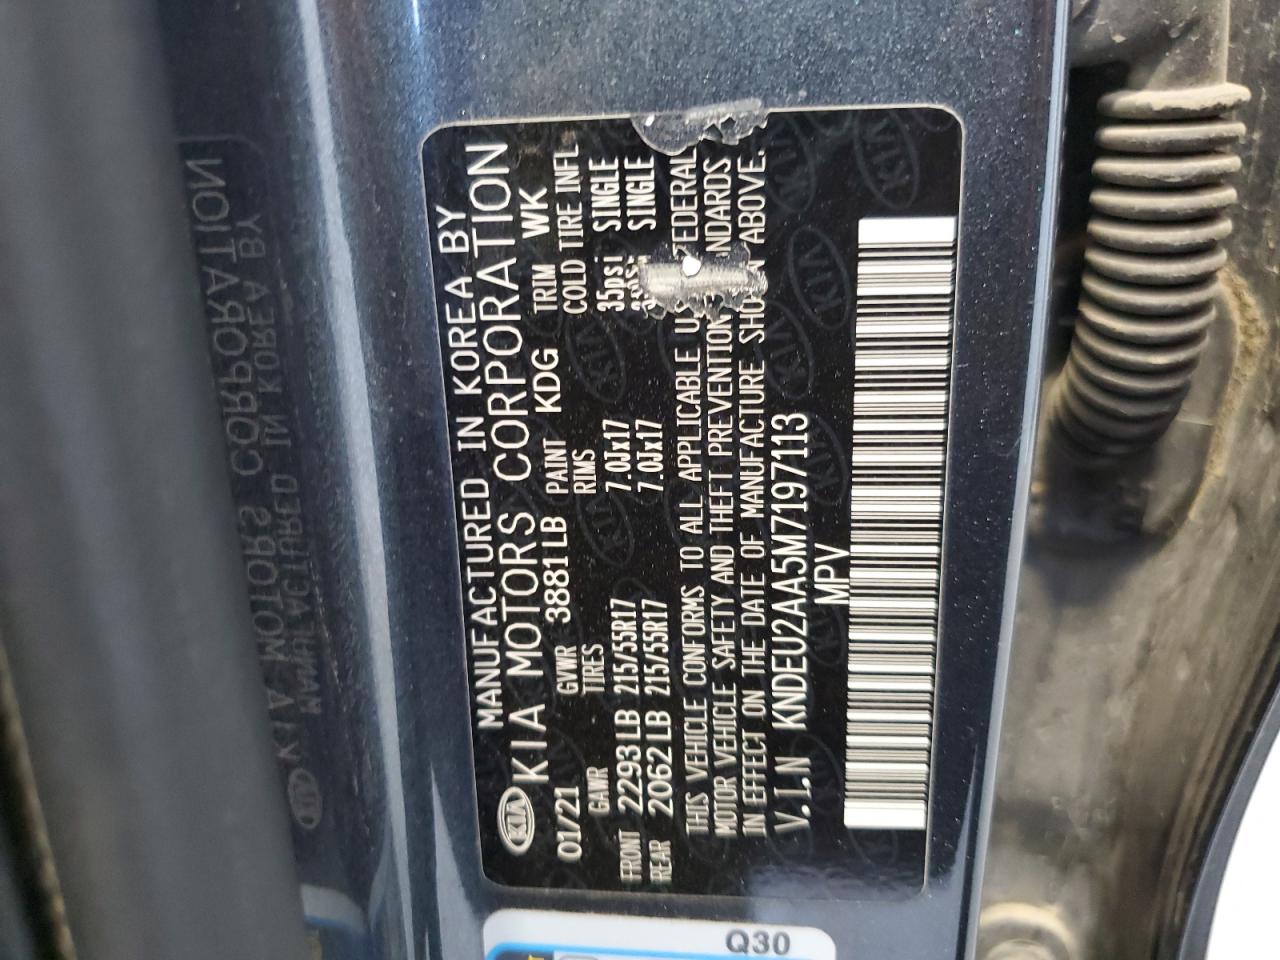 MANUFACTURED IN KOREA BY
KIA KIA MOTORS CORPORATION
01/21 GVWR 3881LB PAINT KDG TRIM WK
GAWR TIRES RIMS COLD TIRE INFL
FRONT 2293LB 215/55R17 7.0Jx17 35psi SINGLE
REAR 2062LB 215/55R17 7.0Jx17 SINGLE
THIS VEHICLE CONFORMS TO ALL APPLICABLE FEDERAL
MOTOR VEHICLE SAFETY AND THEFT PREVENTION
IN EFFECT ON THE DATE OF MANUFACTURE ABOVE.
V.I.N KNDEU2AA5M7197113
MPV
Q30